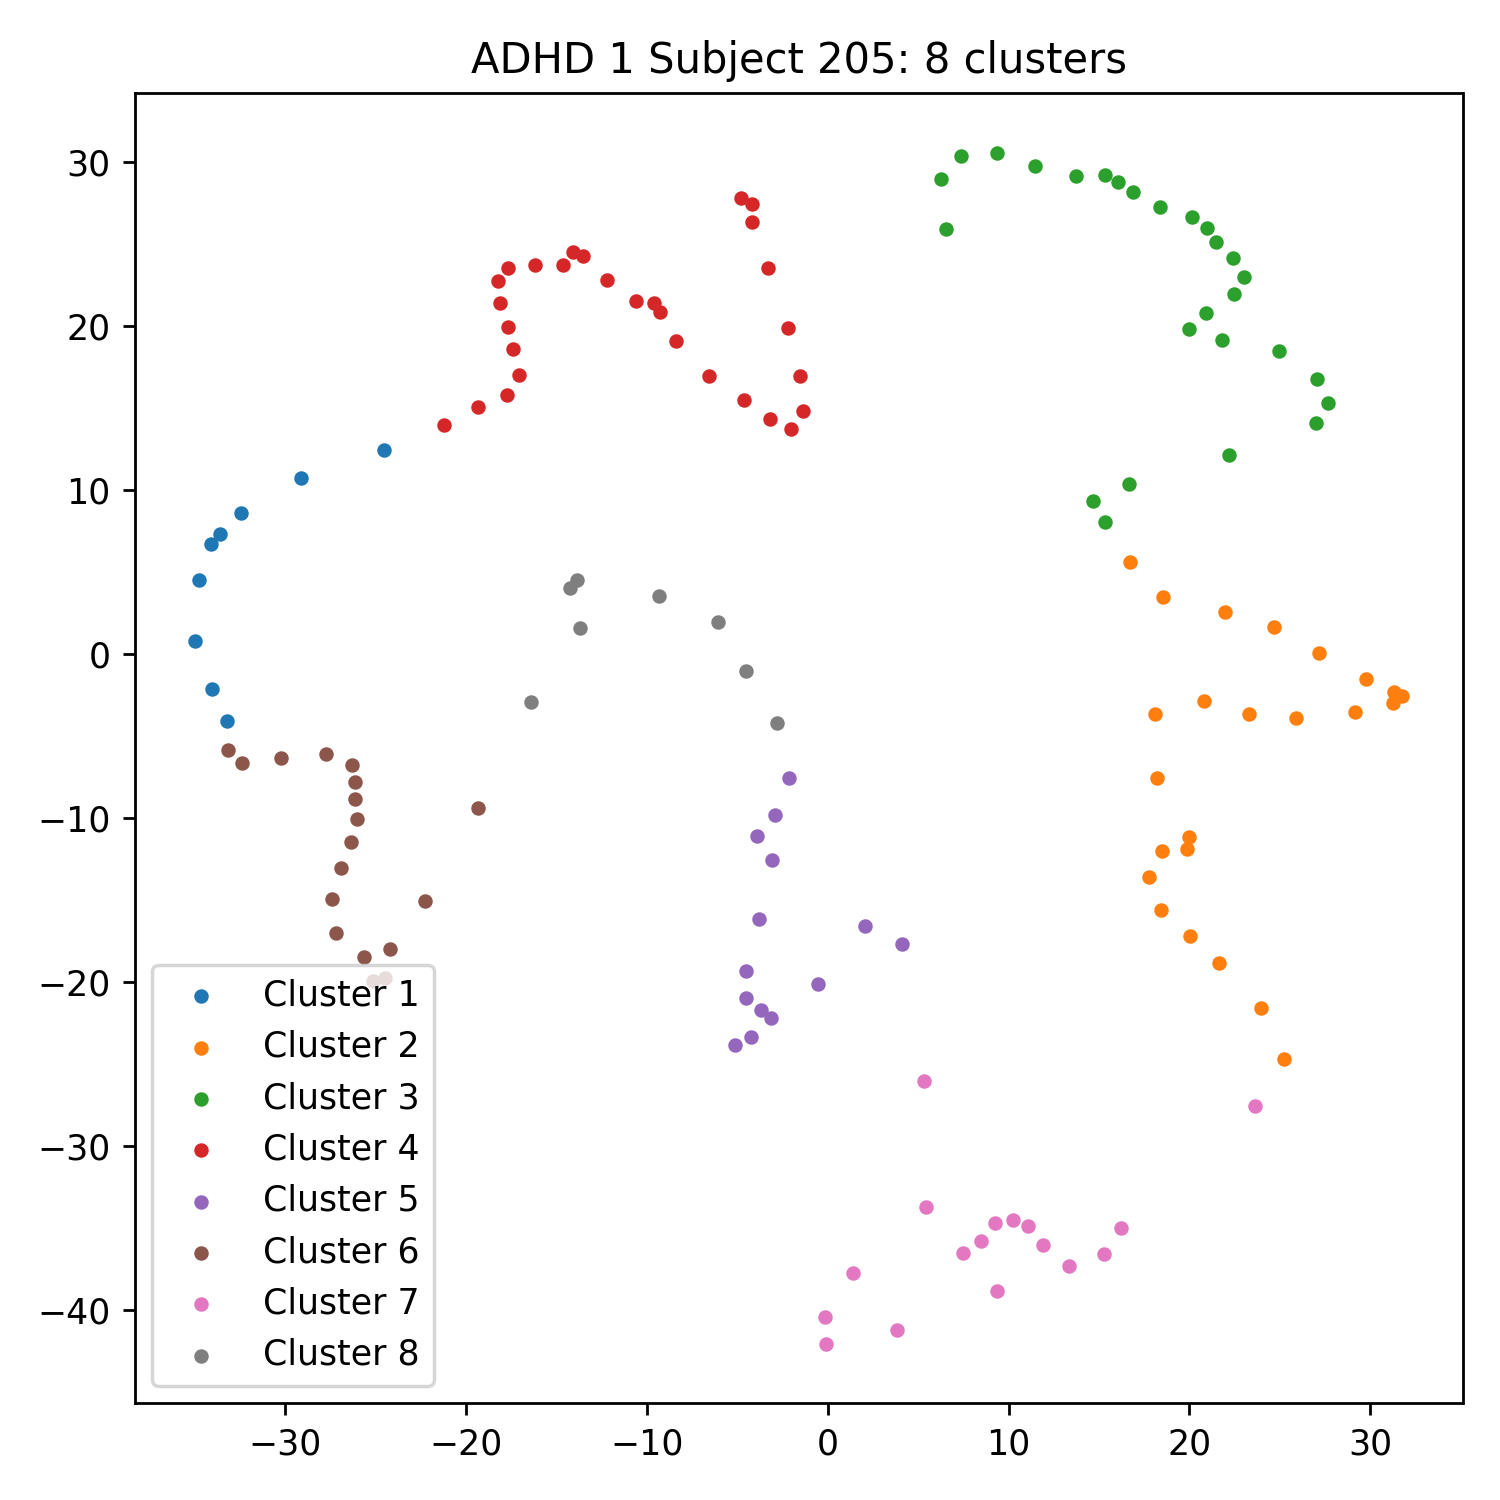 ADHD 1 Subject 205: 8 clusters
30
20
10
0
−10
−20
−30
−40
Cluster 1
Cluster 2
Cluster 3
Cluster 4
Cluster 5
Cluster 6
Cluster 7
Cluster 8
−30 −20 −10 0 10 20 30